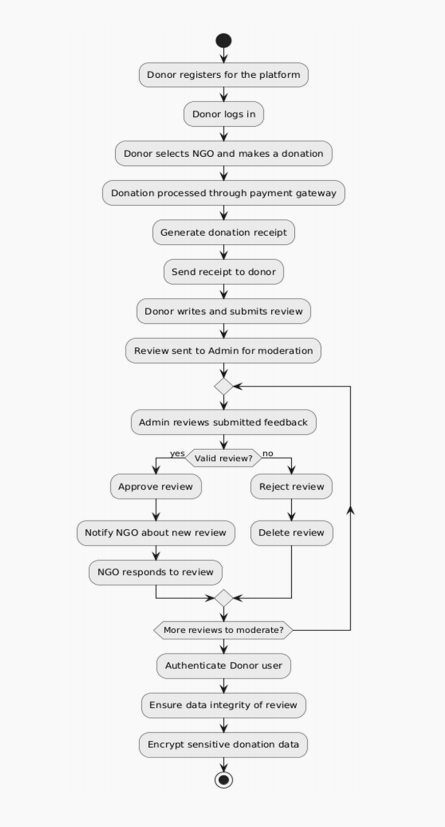 Donor registers for the platform
Donor logs in
Donor selects NGO and makes a donation
Donation processed through payment gateway
Generate donation receipt
Send receipt to donor
Donor writes and submits review
Review sent to Admin for moderation
Admin reviews submitted feedback
yes
Valid review?
no
Approve review
Reject review
Notify NGO about new review
Delete review
NGO responds to review
More reviews to moderate?
Authenticate Donor user
Ensure data integrity of review
Encrypt sensitive donation data